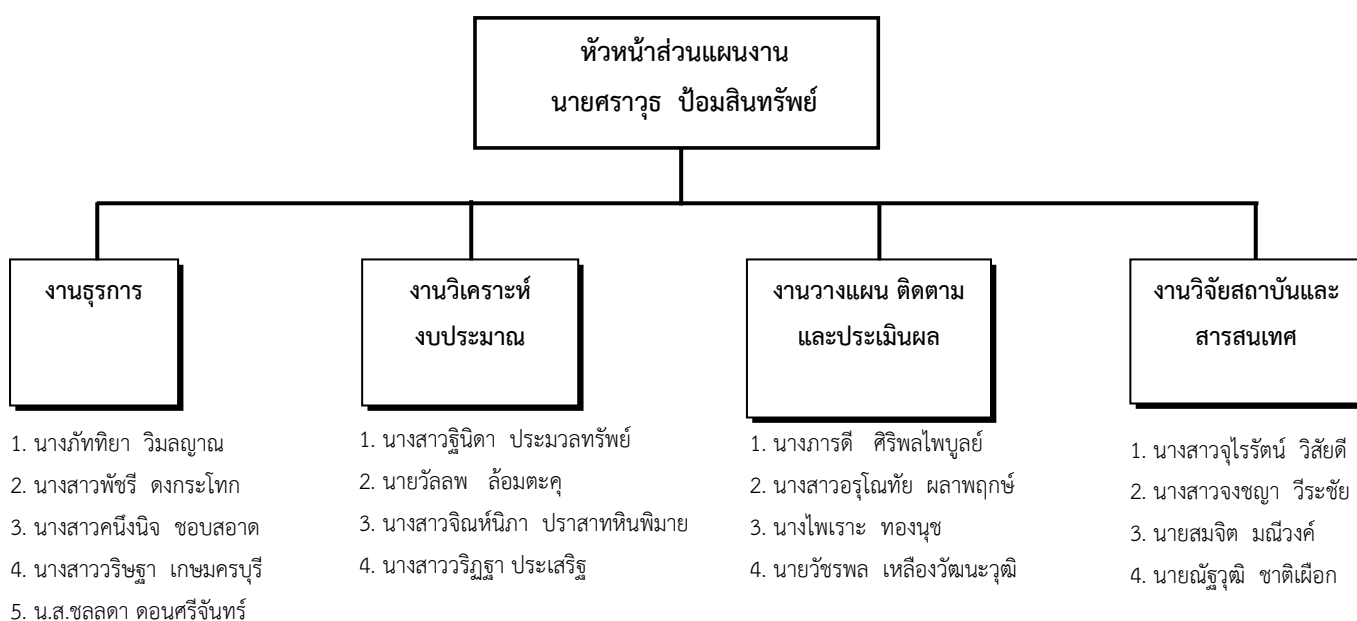 หัวหน้าส่วนแผนงาน
นายศราวุธ ป้อมสินทรัพย์
งานธุรการ
1. นางภัททิยา วิมลญาณ
2. นางสาวพัชรี ดงกระโทก
3. นางสาวคนึงนิจ ชอบสอาด
4. นางสาววริษฐา เกษมครบุรี
5. น.ส.ชลลดา ดอนศรีจันทร์
งานวิเคราะห์
งบประมาณ
1. นางสาวฐินิดา ประมวลทรัพย์
2. นายวัลลพ ล้อมตะคุ
3. นางสาวจิณห์นิภา ปราสาทหินพิมาย
4. นางสาววริฏฐา ประเสริฐ
งานวางแผน ติดตาม
และประเมินผล
1. นางภารดี ศิริพลไพบูลย์
2. นางสาวอรุโณทัย ผลาพฤกษ์
3. นางไพเราะ ทองนุช
4. นายวัชรพล เหลืองวัฒนะวุฒิ
งานวิจัยสถาบันและ
สารสนเทศ
1. นางสาวจุไรรัตน์ วิสัยดี
2. นางสาวจงชญา วีระชัย
3. นายสมจิต มณีวงค์
4. นายณัฐวุฒิ ชาติเผือก